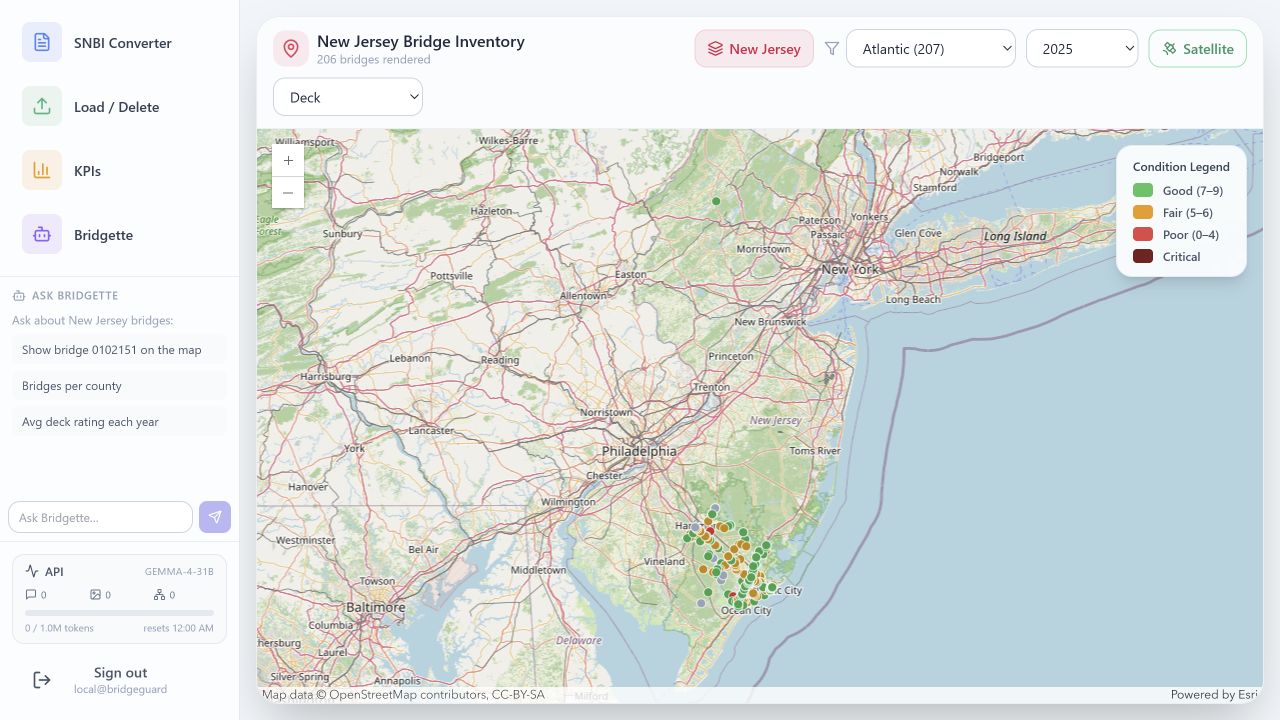 SNBI Converter
Load / Delete
KPIs
Bridgette
ASK BRIDGETTE
Ask about New Jersey bridges:
Show bridge 0102151 on the map
Bridges per county
Avg deck rating each year
Ask Bridgette...
API
GEMMA-4-31B
0
0
0
0 / 1.0M tokens
resets 12:00 AM
Sign out
local@bridgeguard
New Jersey Bridge Inventory
206 bridges rendered
New Jersey
Atlantic (207)
2025
Satellite
Deck
+
−
Condition Legend
Good (7–9)
Fair (5–6)
Poor (0–4)
Critical
Williamsport
Wilkes-Barre
Bridgeport
Norwalk
Stamford
Eagle
Forest
Hazleton
Sunbury
Paterson
Yonkers
Passaic
Glen Cove
Long Island
Morristown
New York
Pottsville
Easton
Allentown
Long Beach
New Brunswick
Lebanon
Reading
Princeton
Harrisburg
Trenton
Norristown
New Jersey
Lancaster
York
Philadelphia
Toms River
Chester
Hanover
Wilmington
Westminster
Bel Air
Vineland
Middletown
Towson
Ocean City
Baltimore
Columbia
Delaware
Laurel
Silver Spring
Annapolis
Milford
Map data © OpenStreetMap contributors, CC-BY-SA
Powered by Esri